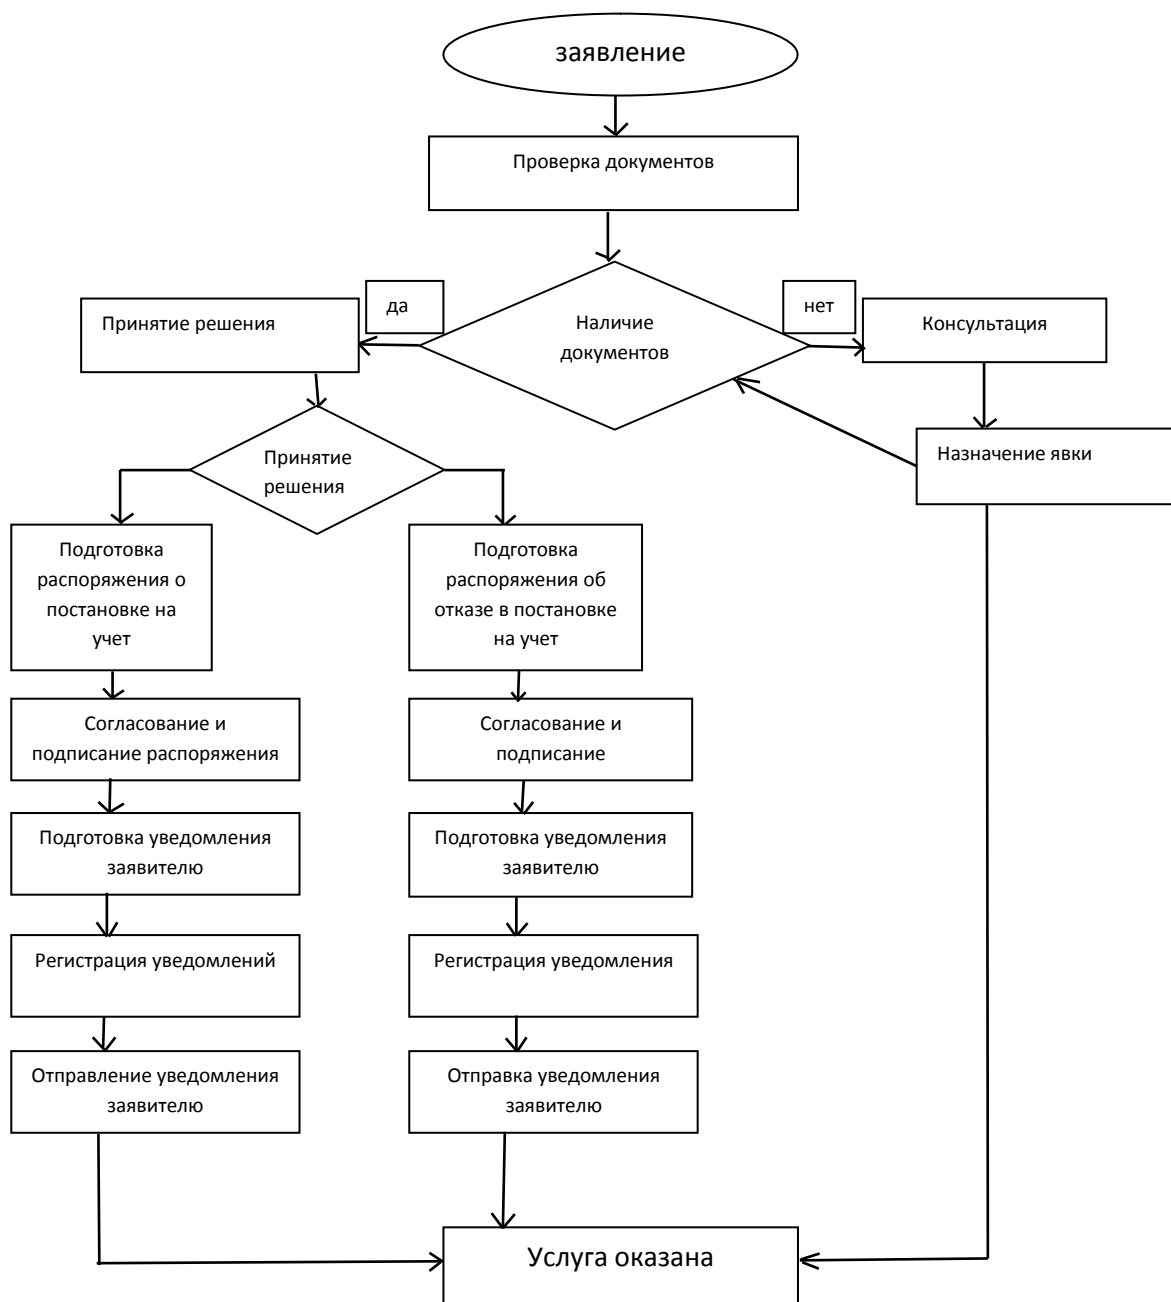 заявление
Проверка документов
да
нет
Принятие решения
Наличие
документов
Консультация
Назначение явки
Принятие
решения
Подготовка
распоряжения о
постановке на
учет
Подготовка
распоряжения об
отказе в постановке
на учет
Согласование и
подписание распоряжения
Согласование и
подписание
Подготовка уведомления
заявителю
Подготовка уведомления
заявителю
Регистрация уведомлений
Регистрация уведомления
Отправление уведомления
заявителю
Отправка уведомления
заявителю
Услуга оказана